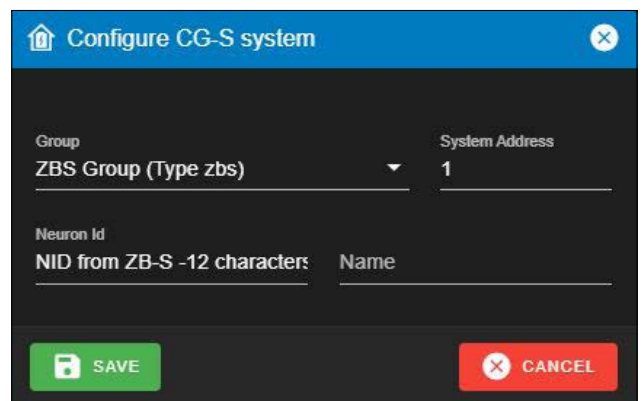 Configure CG-S system
Group
System Address
ZBS Group (Type zbs)
1
Neuron Id
NID from ZB-S -12 characters
Name
SAVE
CANCEL